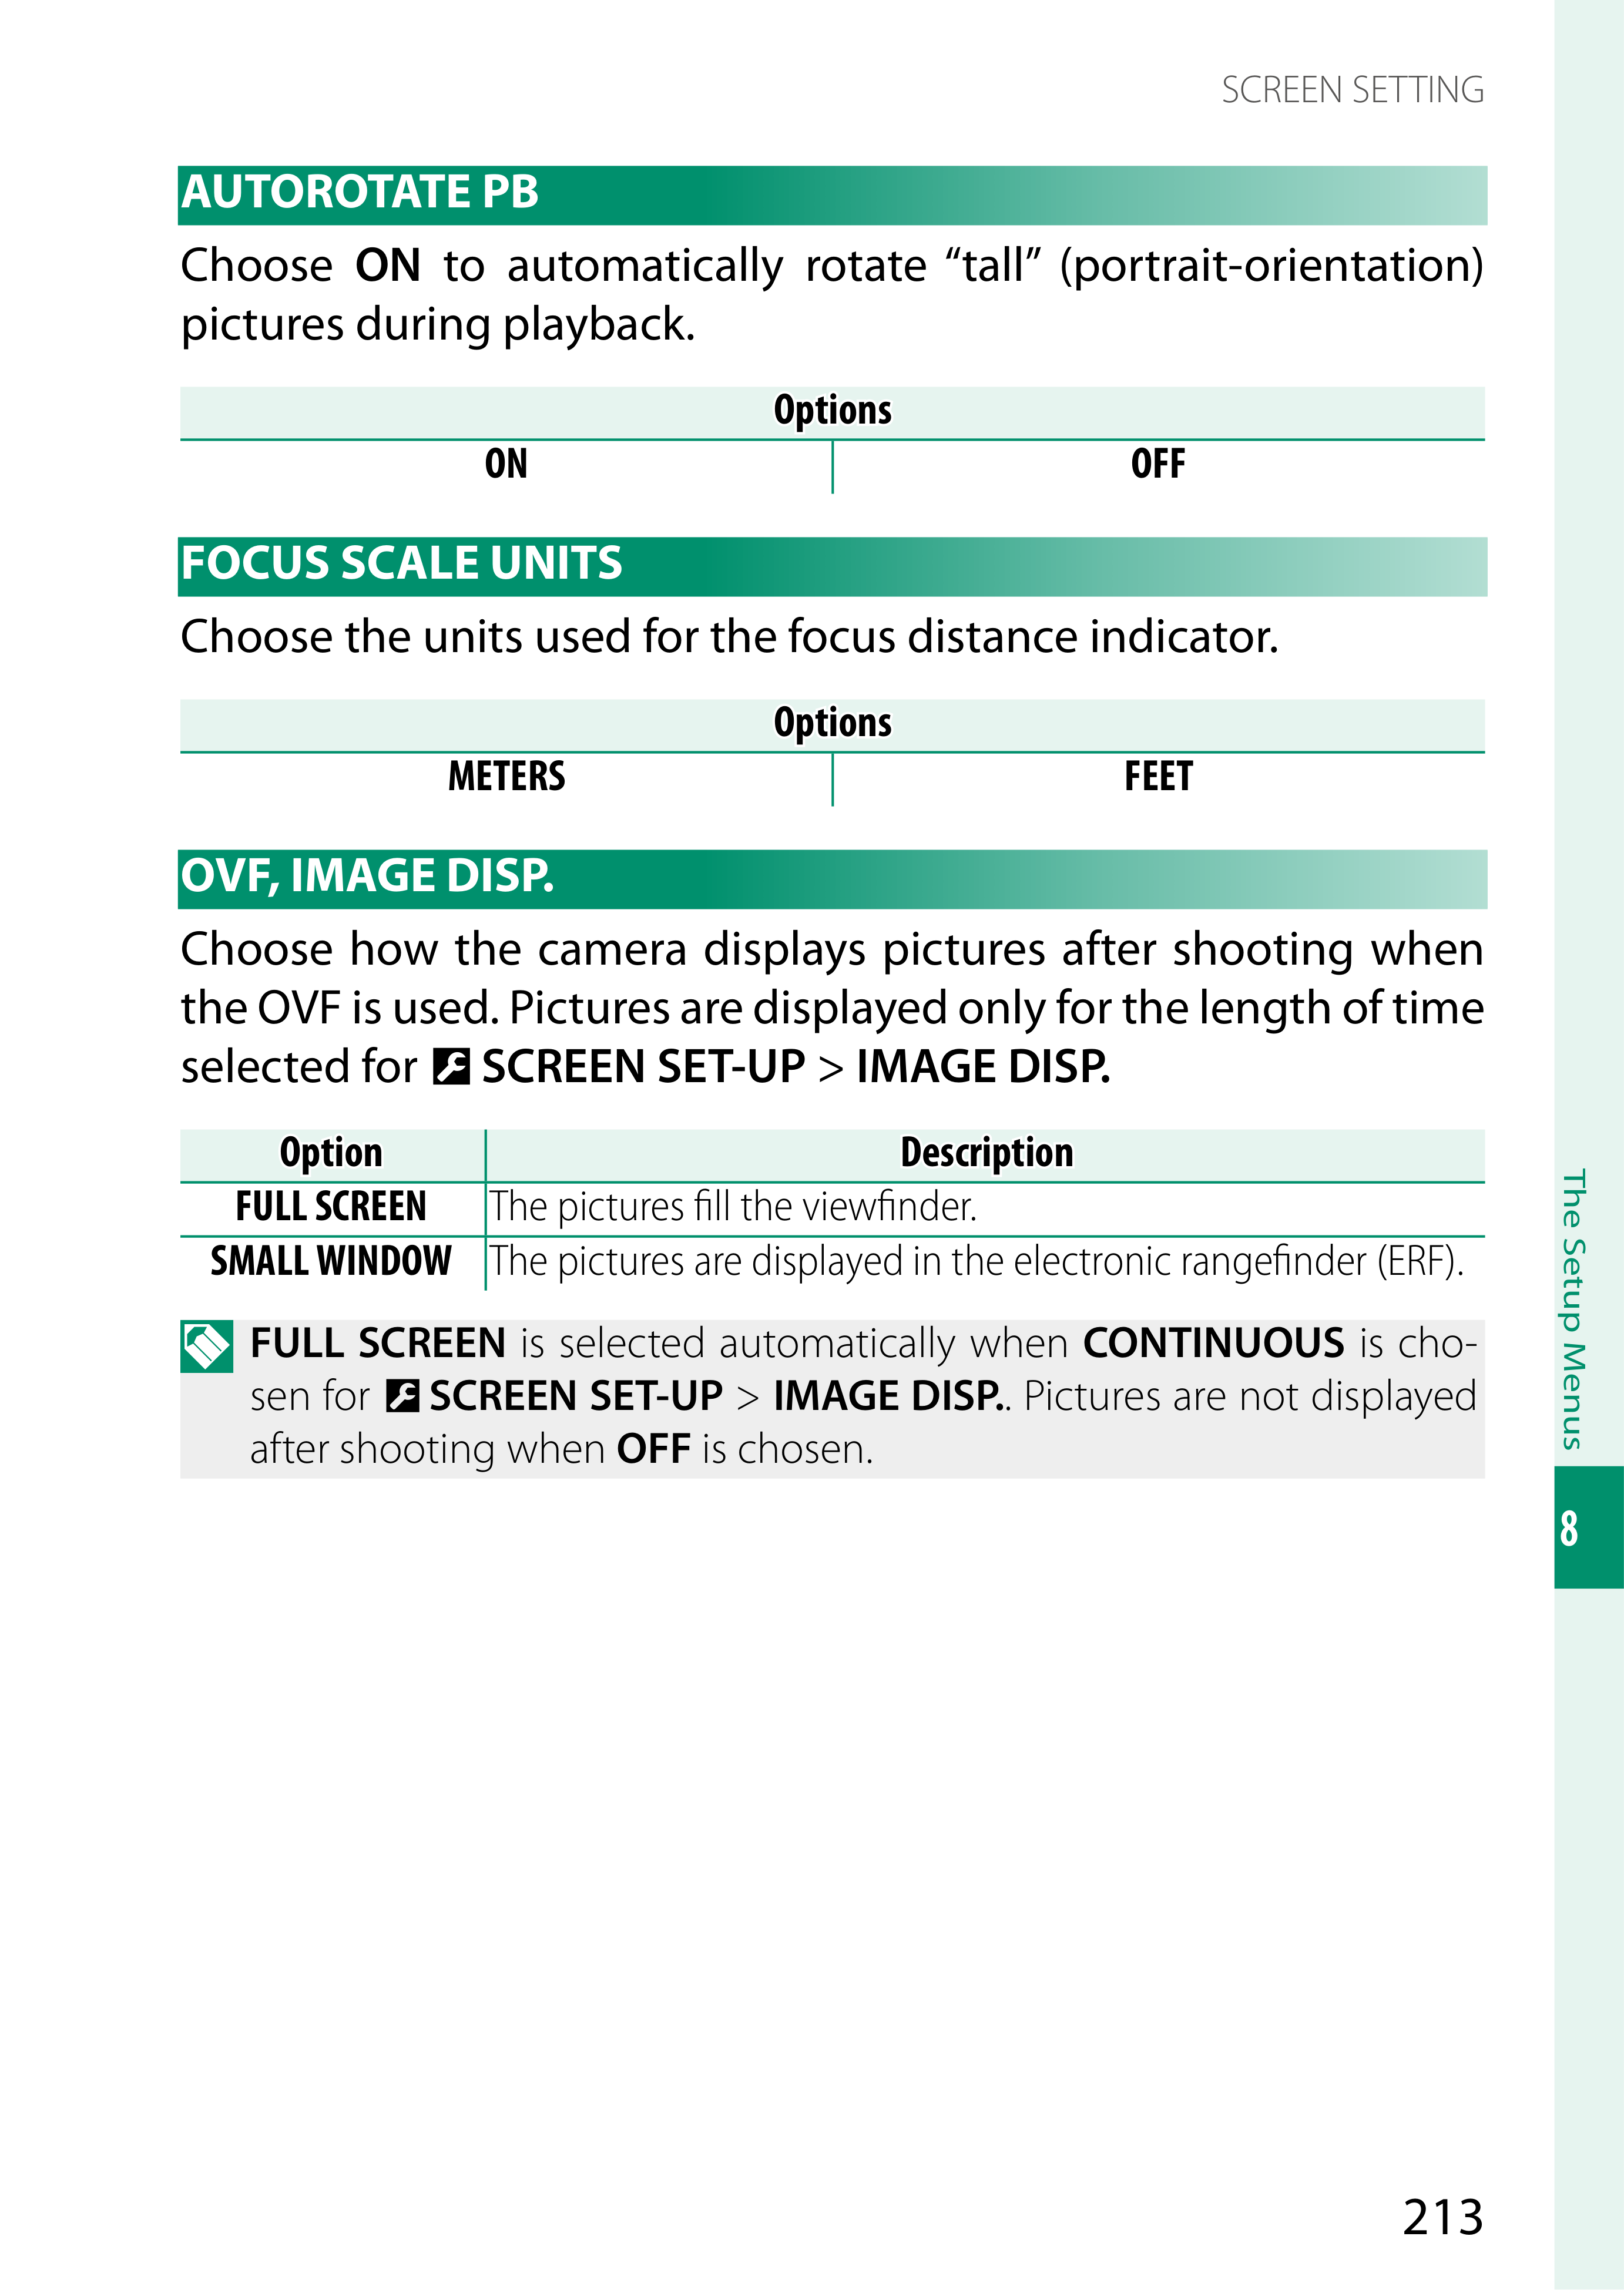 SCREEN SETTING
AUTOROTATE PB
Choose ON to automatically rotate “tall” (portrait-orientation)
pictures during playback.
Options
ON OFF
FOCUS SCALE UNITS
Choose the units used for the focus distance indicator.
Options
METERS FEET
OVF, IMAGE DISP.
Choose how the camera displays pictures after shooting when
the OVF is used. Pictures are displayed only for the length of time
selected for SCREEN SET-UP > IMAGE DISP.
Option Description
FULL SCREEN The pictures fill the viewfinder.
SMALL WINDOW The pictures are displayed in the electronic rangefinder (ERF).
FULL SCREEN is selected automatically when CONTINUOUS is cho-
sen for SCREEN SET-UP > IMAGE DISP.. Pictures are not displayed
after shooting when OFF is chosen.
The Setup Menus
8
213